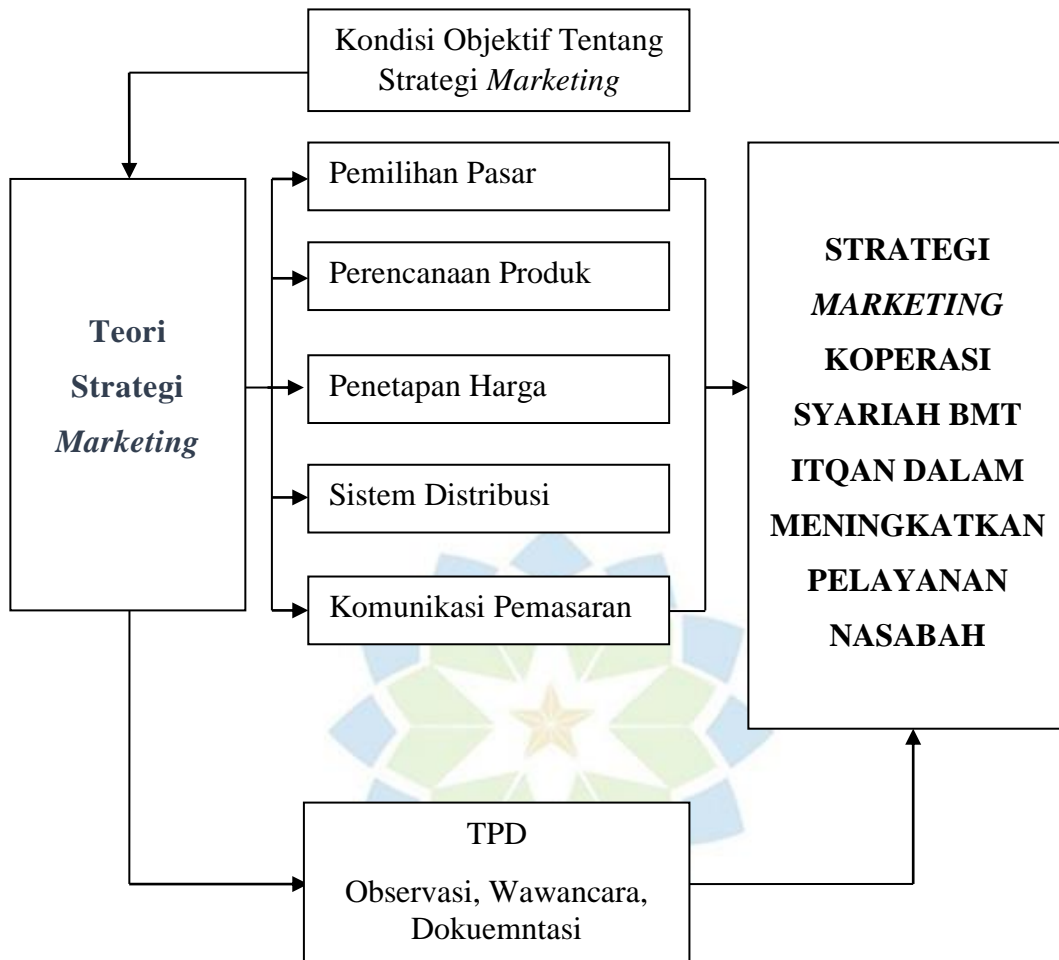 Kondisi Objektif Tentang
Strategi Marketing
Teori
Strategi
Marketing
Pemilihan Pasar
Perencanaan Produk
Penetapan Harga
Sistem Distribusi
Komunikasi Pemasaran
STRATEGI
MARKETING
KOPERASI
SYARIAH BMT
ITQAN DALAM
MENINGKATKAN
PELAYANAN
NASABAH
TPD
Observasi, Wawancara,
Dokuemntasi